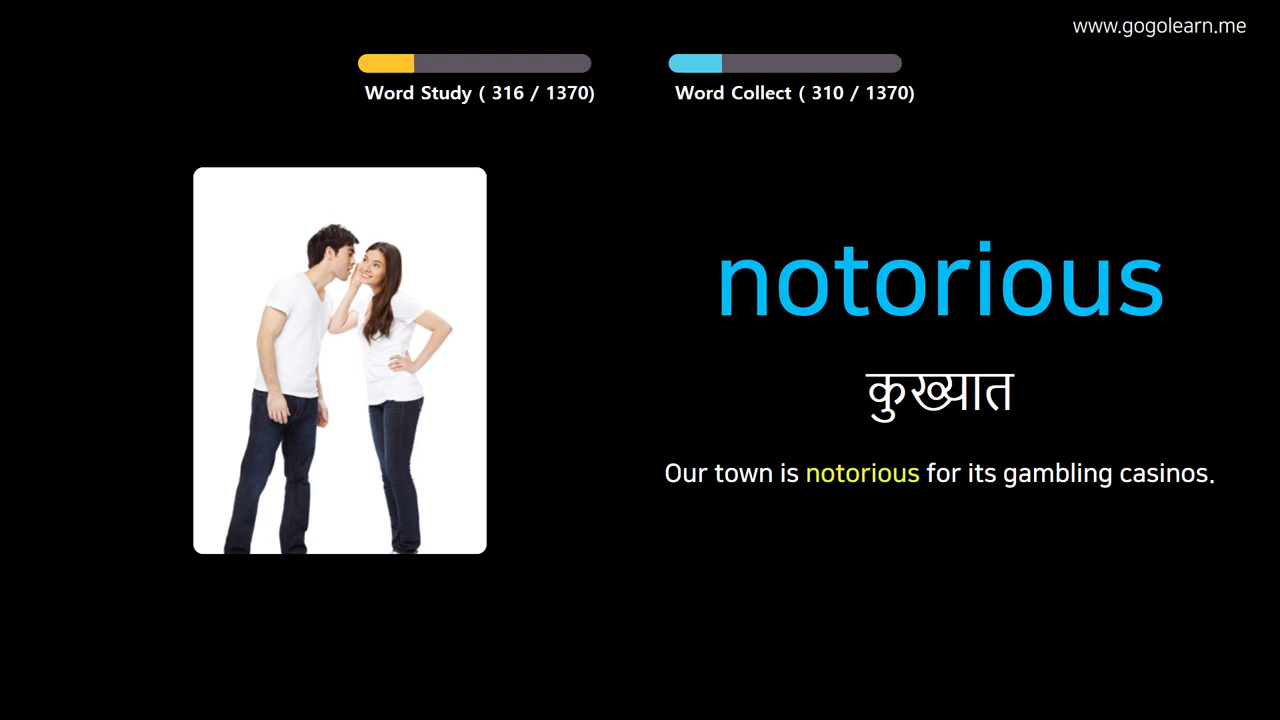 www.gogolearn.me
Word Study ( 316 / 1370)
Word Collect ( 310 / 1370)
notorious
कुख्यात
Our town is notorious for its gambling casinos.